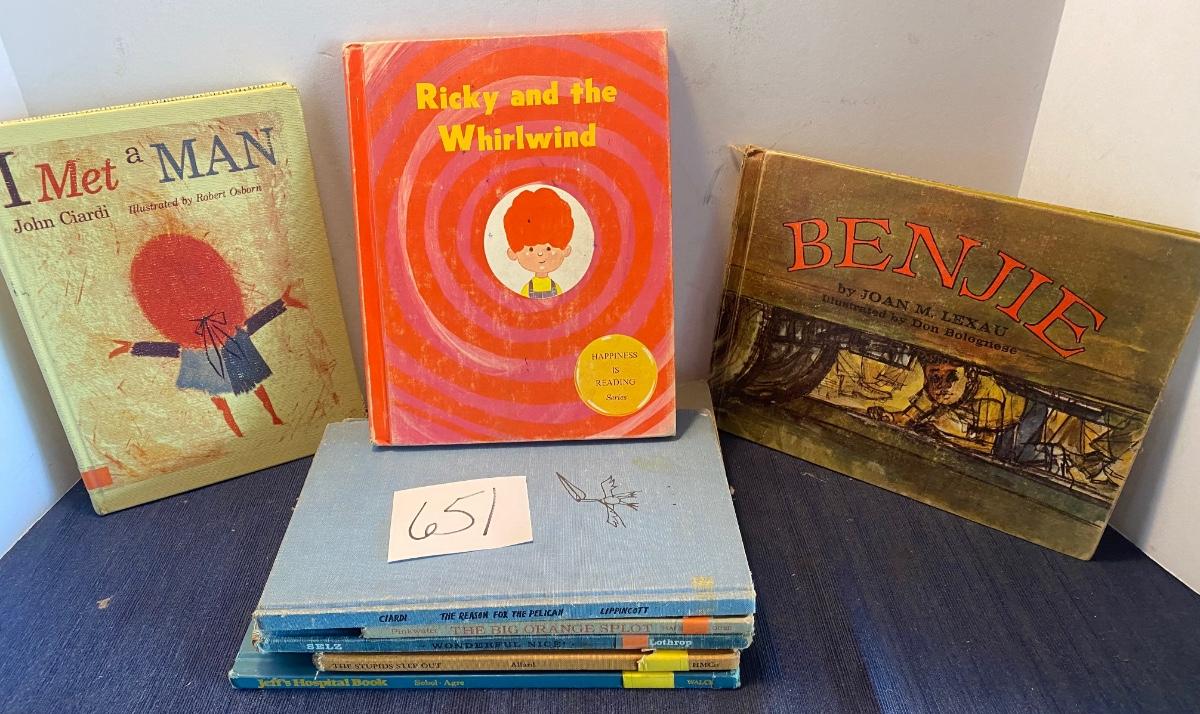 I Met a MAN
John Ciardi Illustrated by Robert Osborn
Ricky and the
Whirlwind
HAPPINESS
IS
READING
Series
BENJIE
by JOAN M. LEXAU
Illustrated by Don Bolognese
651
CIARDI THE REASON FOR THE PELICAN LIPPINCOTT
Pinkwater THE BIG ORANGE SPLOT
SELZ WONDERFUL NICE! Lothrop
THE STUPIDS STEP OUT Allard HMCo
Jeff's Hospital Book Sobol·Agre WALCK